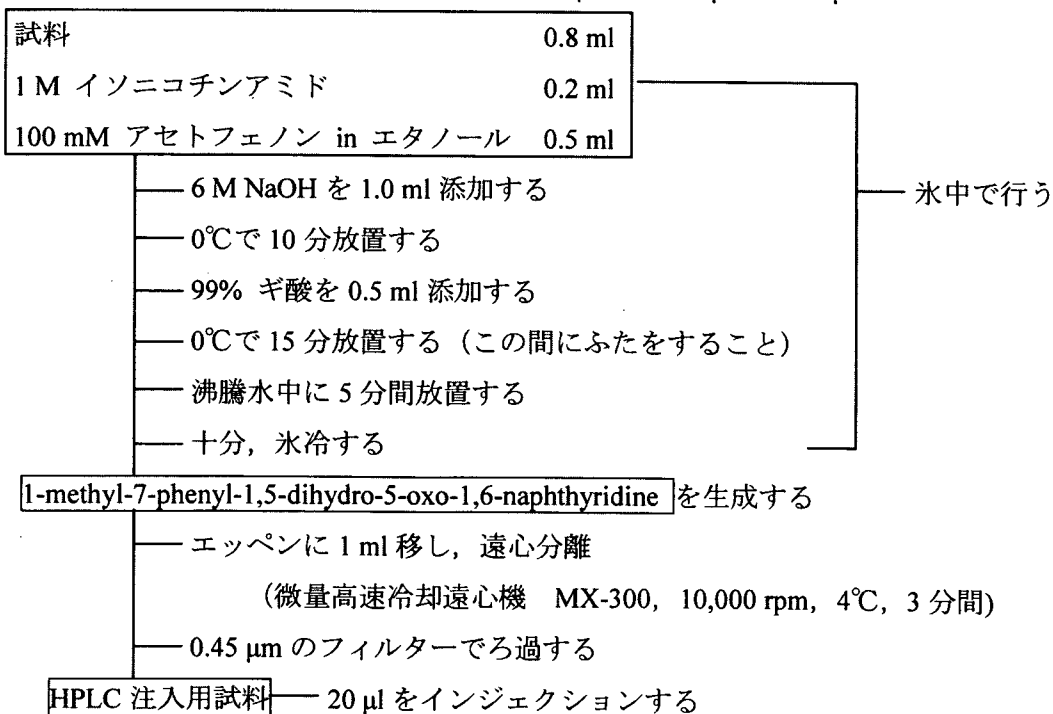 試料 0.8 ml
1 M イソニコチンアミド 0.2 ml
100 mM アセトフェノン in エタノール 0.5 ml
6 M NaOH を 1.0 ml 添加する
氷中で行う
0℃で 10 分放置する
99% ギ酸を 0.5 ml 添加する
0℃で 15 分放置する（この間にふたをすること）
沸騰水中に 5 分間放置する
十分，氷冷する
1-methyl-7-phenyl-1,5-dihydro-5-oxo-1,6-naphthyridine を生成する
エッペンに 1 ml 移し，遠心分離
(微量高速冷却遠心機 MX-300，10,000 rpm，4℃，3 分間)
0.45 μm のフィルターでろ過する
HPLC 注入用試料 20 μl をインジェクションする